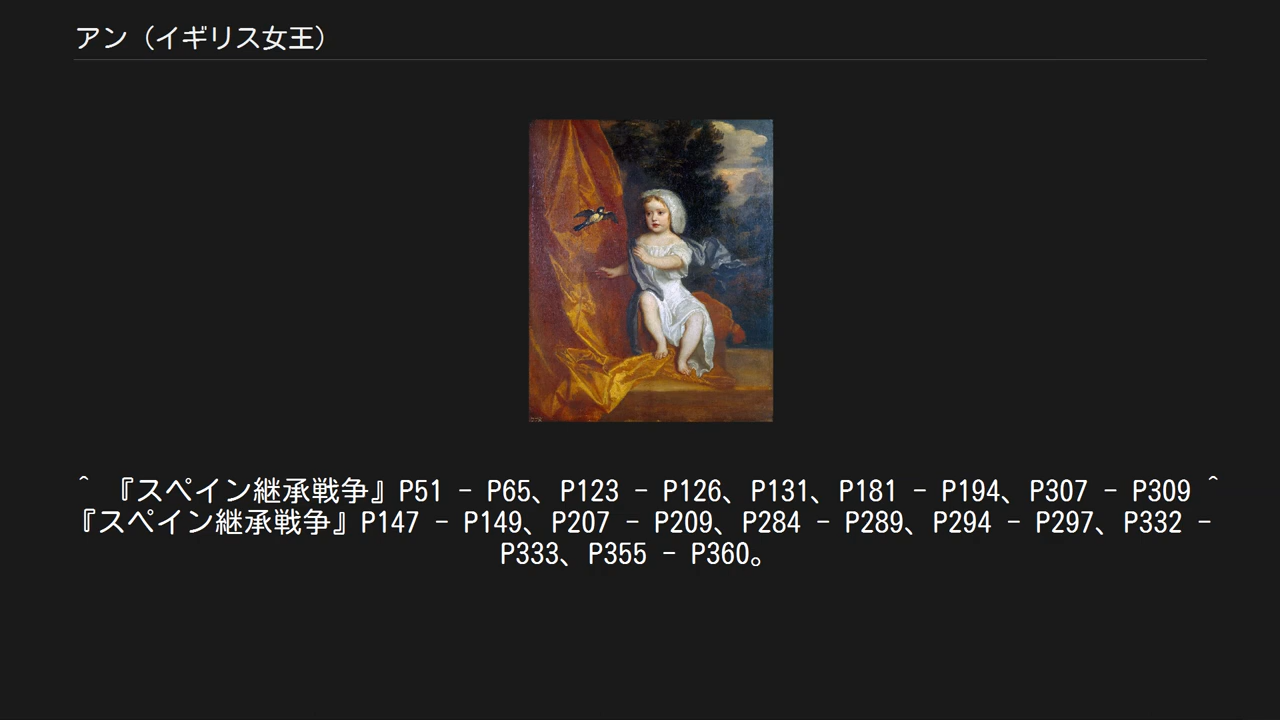 アン（イギリス女王）
^ 『スペイン継承戦争』P51 - P65、P123 - P126、P131、P181 - P194、P307 - P309 ^
『スペイン継承戦争』P147 - P149、P207 - P209、P284 - P289、P294 - P297、P332 -
P333、P355 - P360。